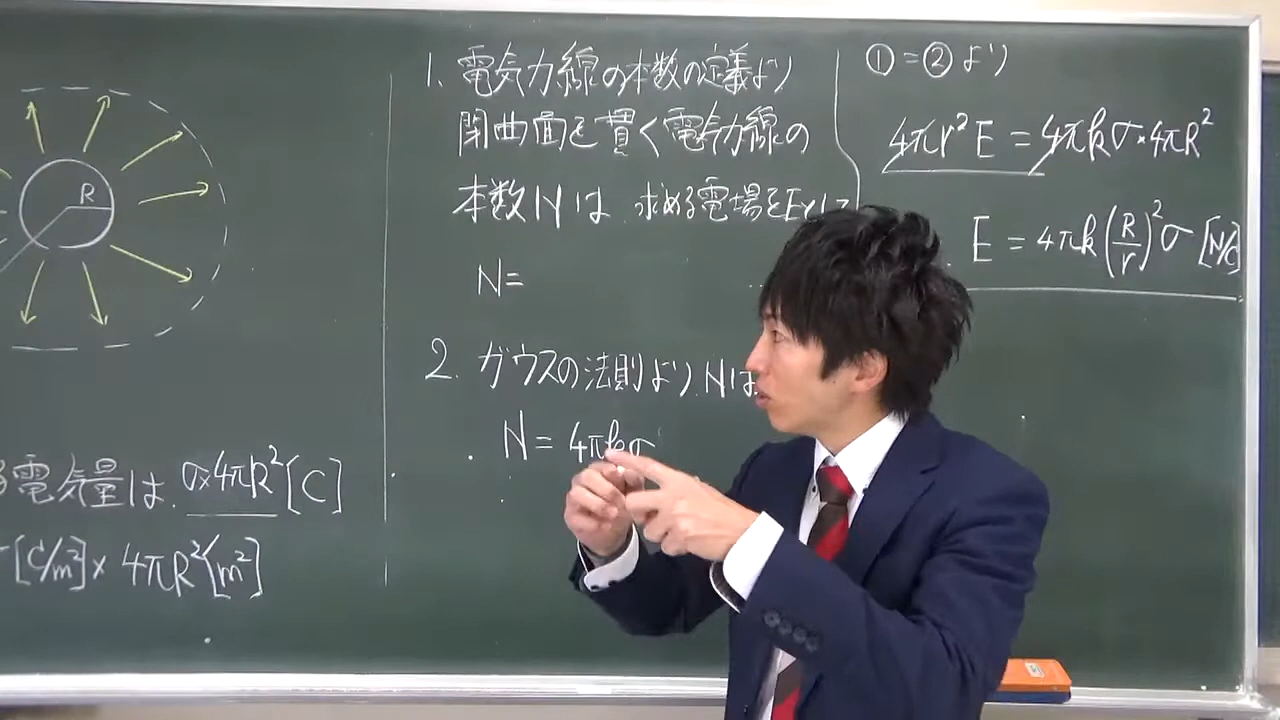 R
電気量は、σ×4πR²[C]
[C/m²]×4πR²[m²]
1. 電気力線の本数の定義より
閉曲面を貫く電気力線の
本数Nは、求める電場をEとして
N=
2. ガウスの法則より、Nは
N=4πkσ
①=②より
4πr²E=4πkσ×4πR²
E=4πk(R/r)²σ[N/C]